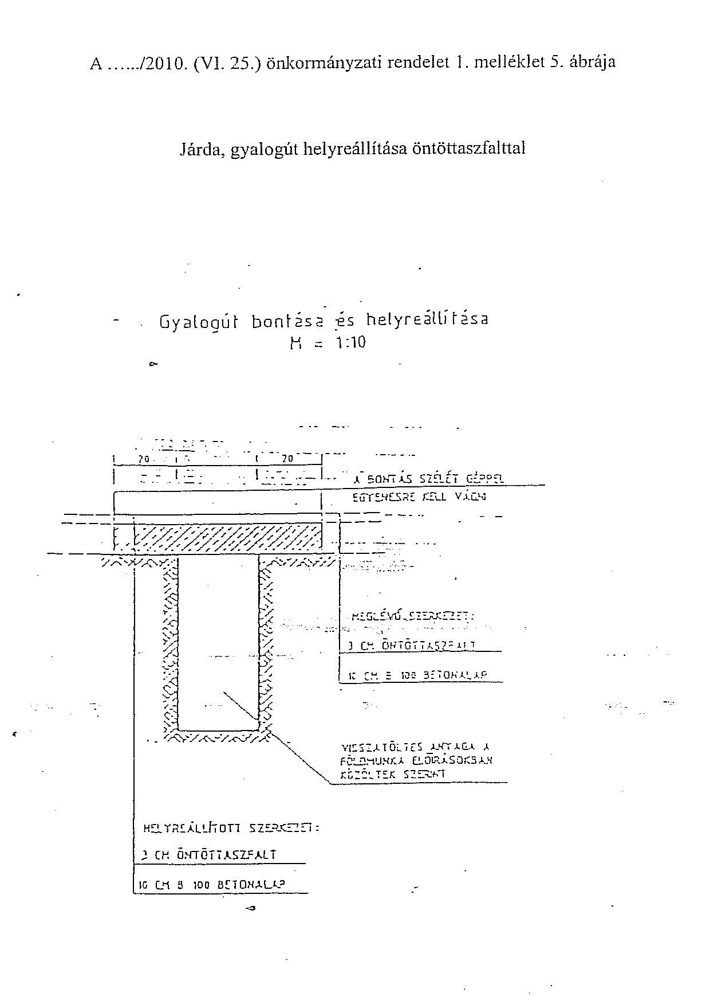 A ....../2010. (VI. 25.) önkormányzati rendelet 1. melléklet 5. ábrája
Járda, gyalogút helyreállítása öntöttaszfalttal
Gyalogút bontása és helyreállítása
M = 1:10
20 20
A BONTÁS SZÉLÉT GÉPPEL
EGYENESRE KELL VÁGNI
MEGLÉVŐ SZERKEZET:
3 CM ÖNTÖTTASZFALT
10 CM B 100 BETONALAP
VISSZATÖLTÉS ANYAGA A
FÖLDMUNKA ELŐÍRÁSOKBAN
KÖZÖLTEK SZERINT
HELYREÁLLÍTOTT SZERKEZET:
3 CM ÖNTÖTTASZFALT
10 CM B 100 BETONALAP